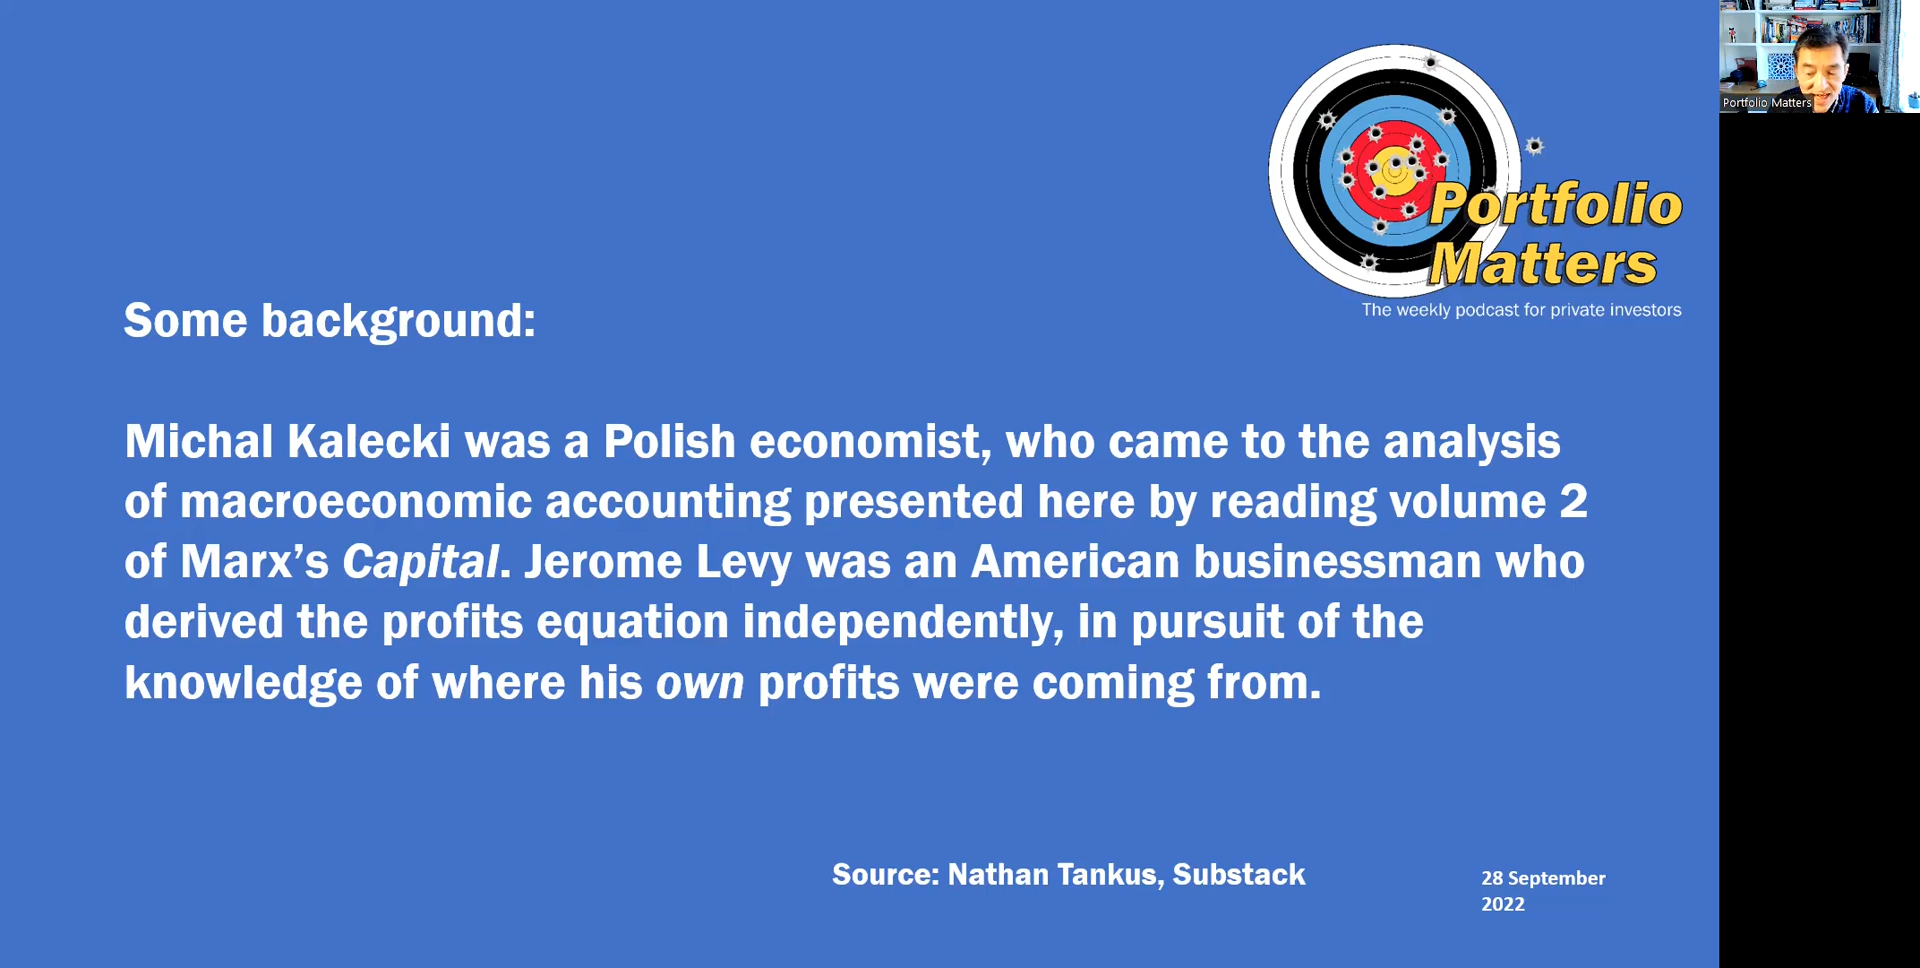 Portfolio Matters
Portfolio
Matters
The weekly podcast for private investors
Some background:
Michal Kalecki was a Polish economist, who came to the analysis
of macroeconomic accounting presented here by reading volume 2
of Marx’s Capital. Jerome Levy was an American businessman who
derived the profits equation independently, in pursuit of the
knowledge of where his own profits were coming from.
Source: Nathan Tankus, Substack
28 September
2022